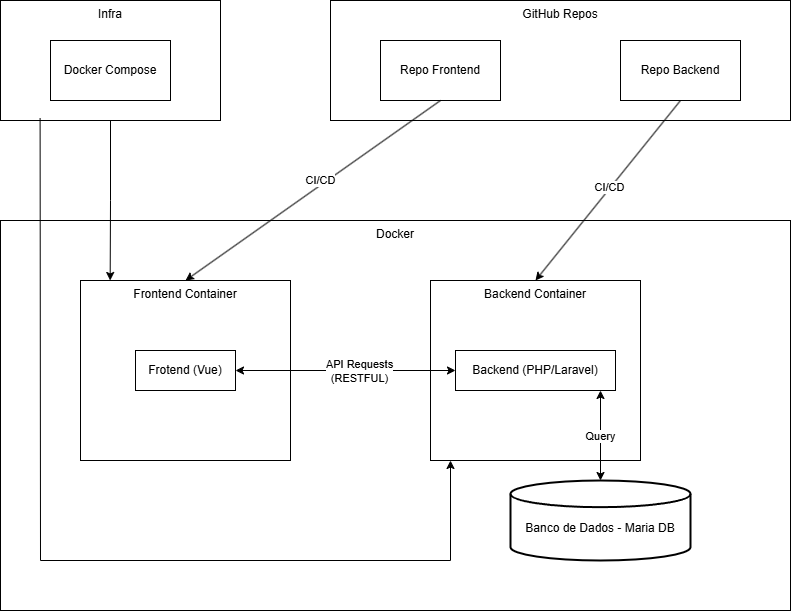 Infra
GitHub Repos
Docker Compose
Repo Frontend
Repo Backend
CI/CD
CI/CD
Docker
Frontend Container
Backend Container
Frotend (Vue)
API Requests
(RESTFUL)
Backend (PHP/Laravel)
Query
Banco de Dados - Maria DB